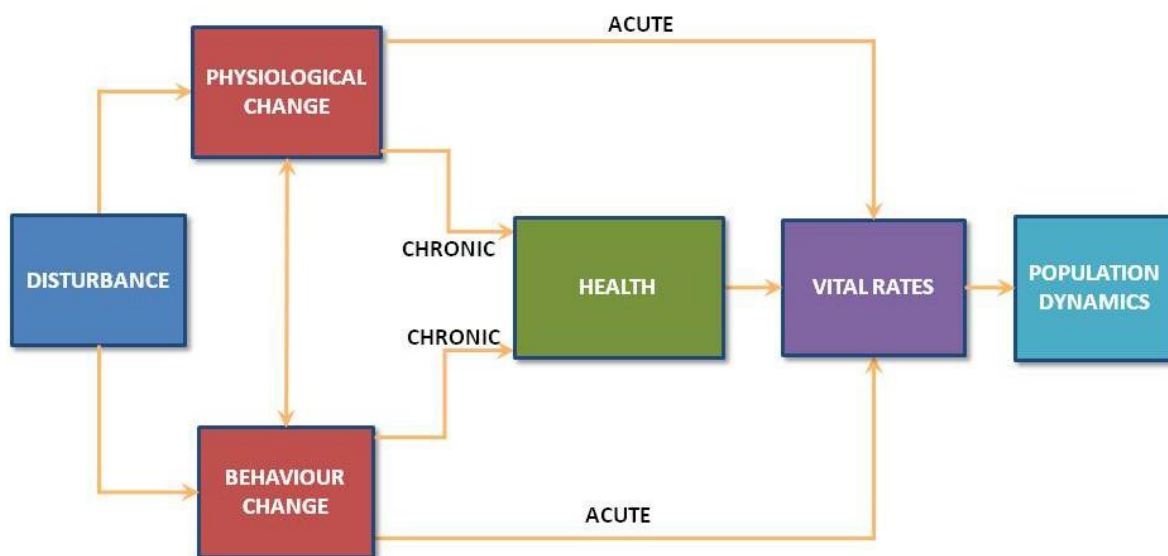 ACUTE
PHYSIOLOGICAL
CHANGE
CHRONIC
DISTURBANCE
HEALTH
VITAL RATES
POPULATION
DYNAMICS
CHRONIC
BEHAVIOUR
CHANGE
ACUTE